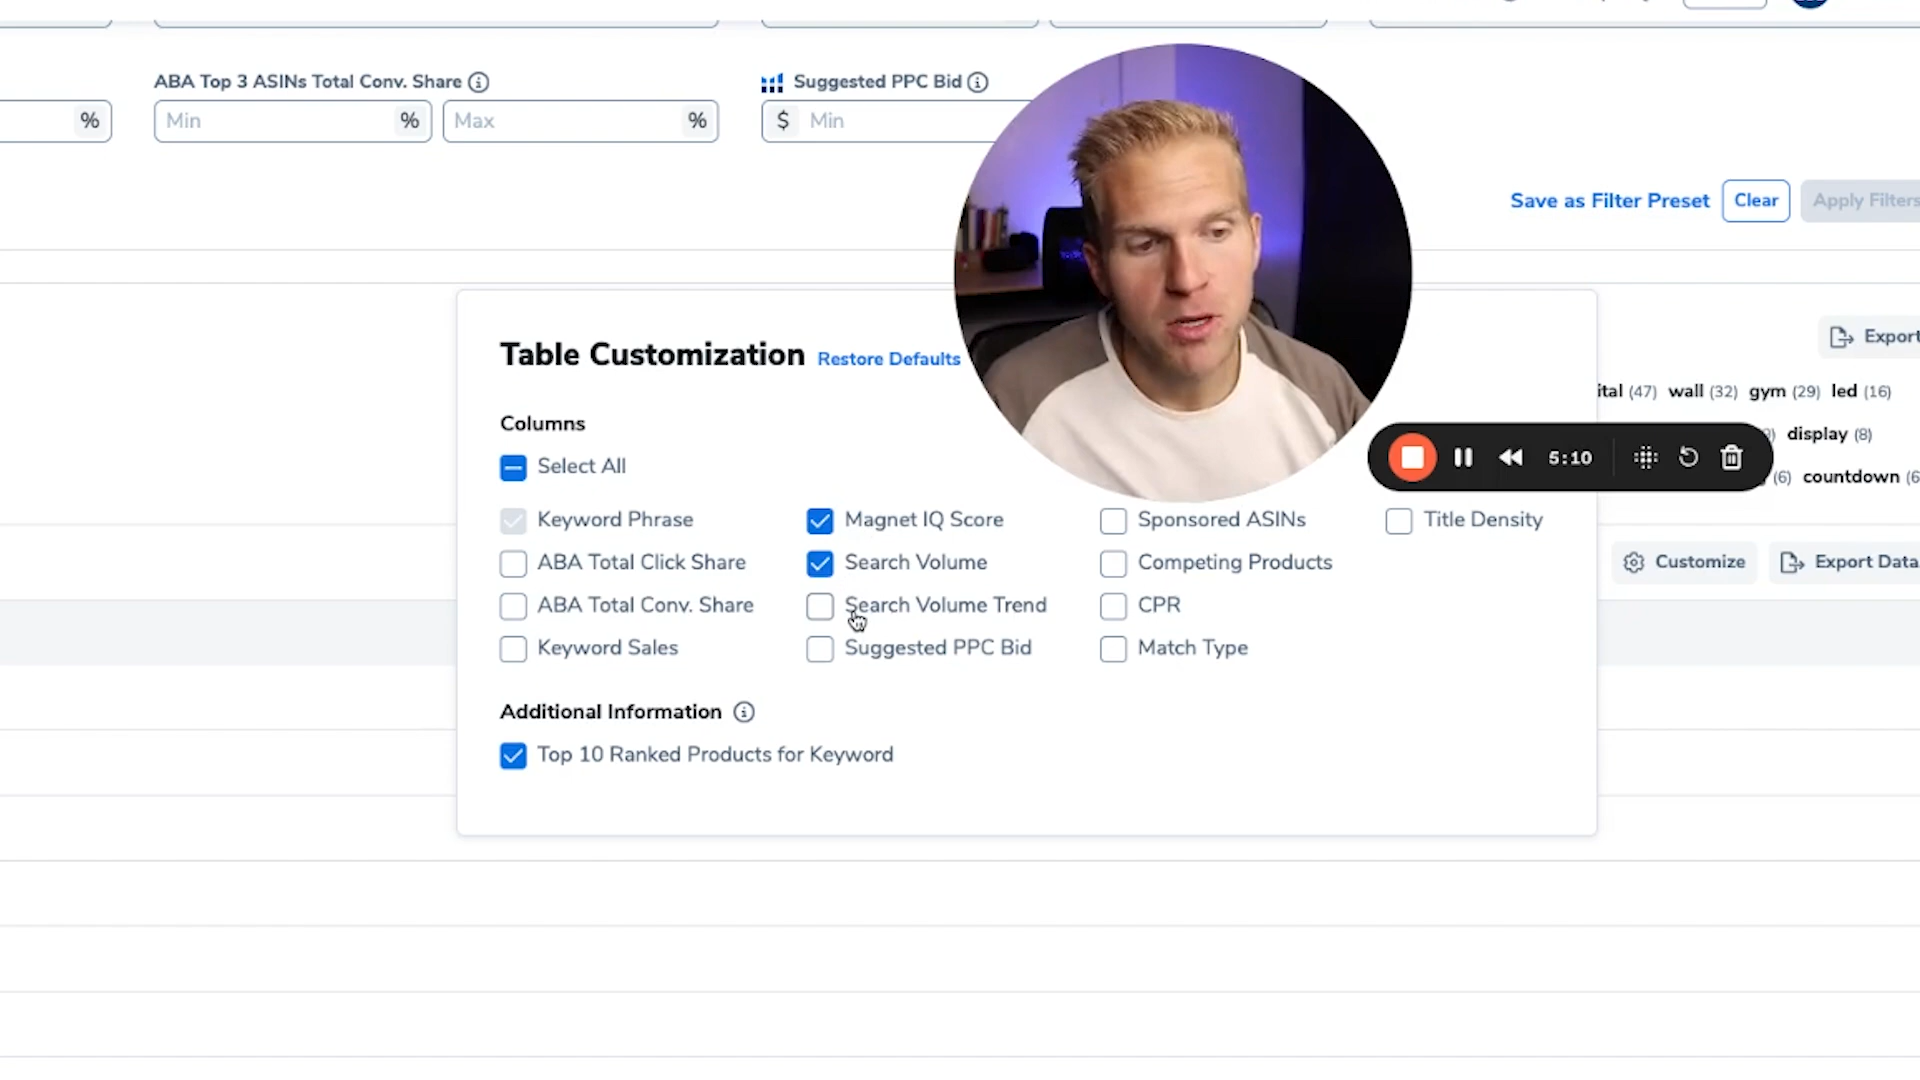 ABA Top 3 ASINs Total Conv. Share
Suggested PPC Bid
%
Min %
Max %
$ Min
Save as Filter Preset
Clear
Apply Filters
Table Customization Restore Defaults
Export
(47) wall (32) gym (29) led (16)
Columns
display (8)
Select All
5:10
(6) countdown
Keyword Phrase
Magnet IQ Score
Sponsored ASINs
Title Density
ABA Total Click Share
Search Volume
Competing Products
Customize
Export Data
ABA Total Conv. Share
Search Volume Trend
CPR
Keyword Sales
Suggested PPC Bid
Match Type
Additional Information
Top 10 Ranked Products for Keyword